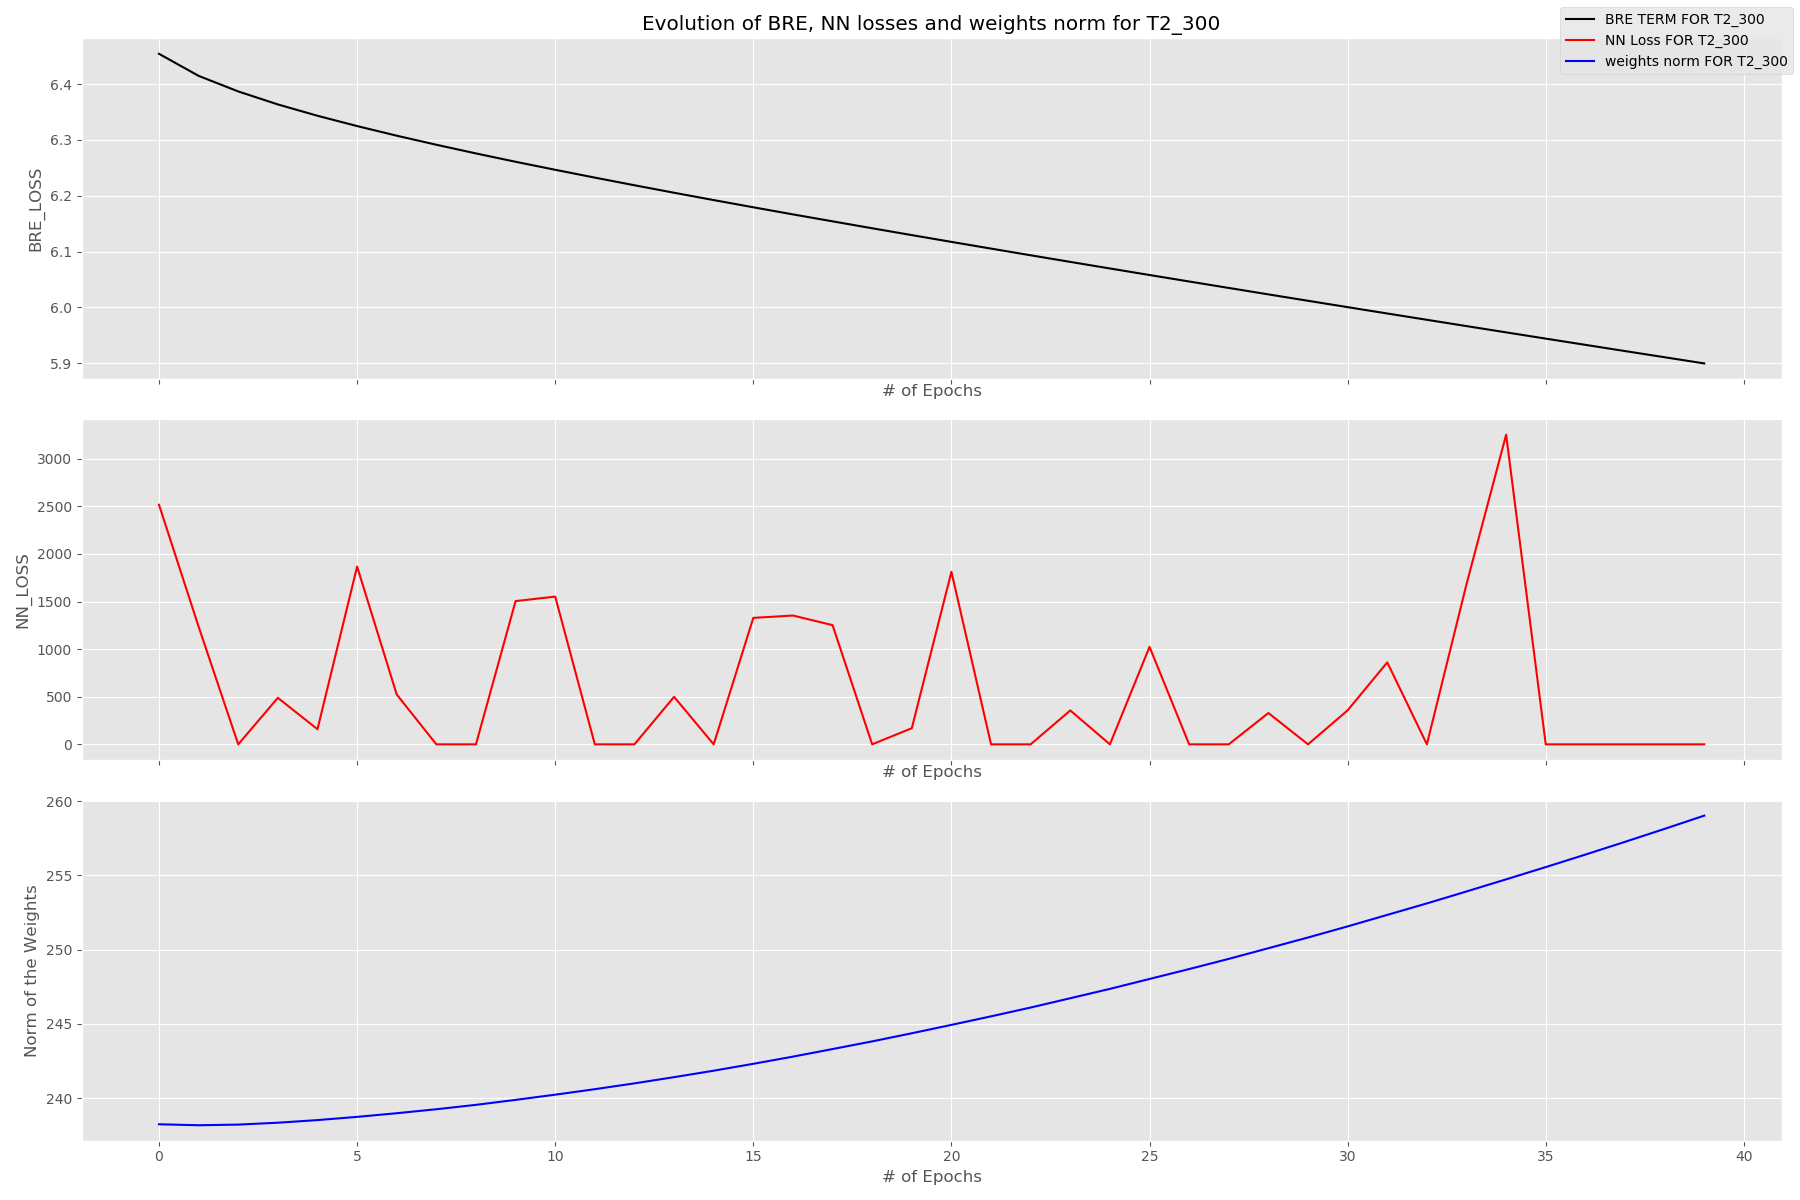 Evolution of BRE, NN losses and weights norm for T2_300
BRE TERM FOR T2_300
NN Loss FOR T2_300
weights norm FOR T2_300
BRE_LOSS
6.4
6.3
6.2
6.1
6.0
5.9
# of Epochs
NN_LOSS
3000
2500
2000
1500
1000
500
0
# of Epochs
Norm of the Weights
260
255
250
245
240
0 5 10 15 20 25 30 35 40
# of Epochs